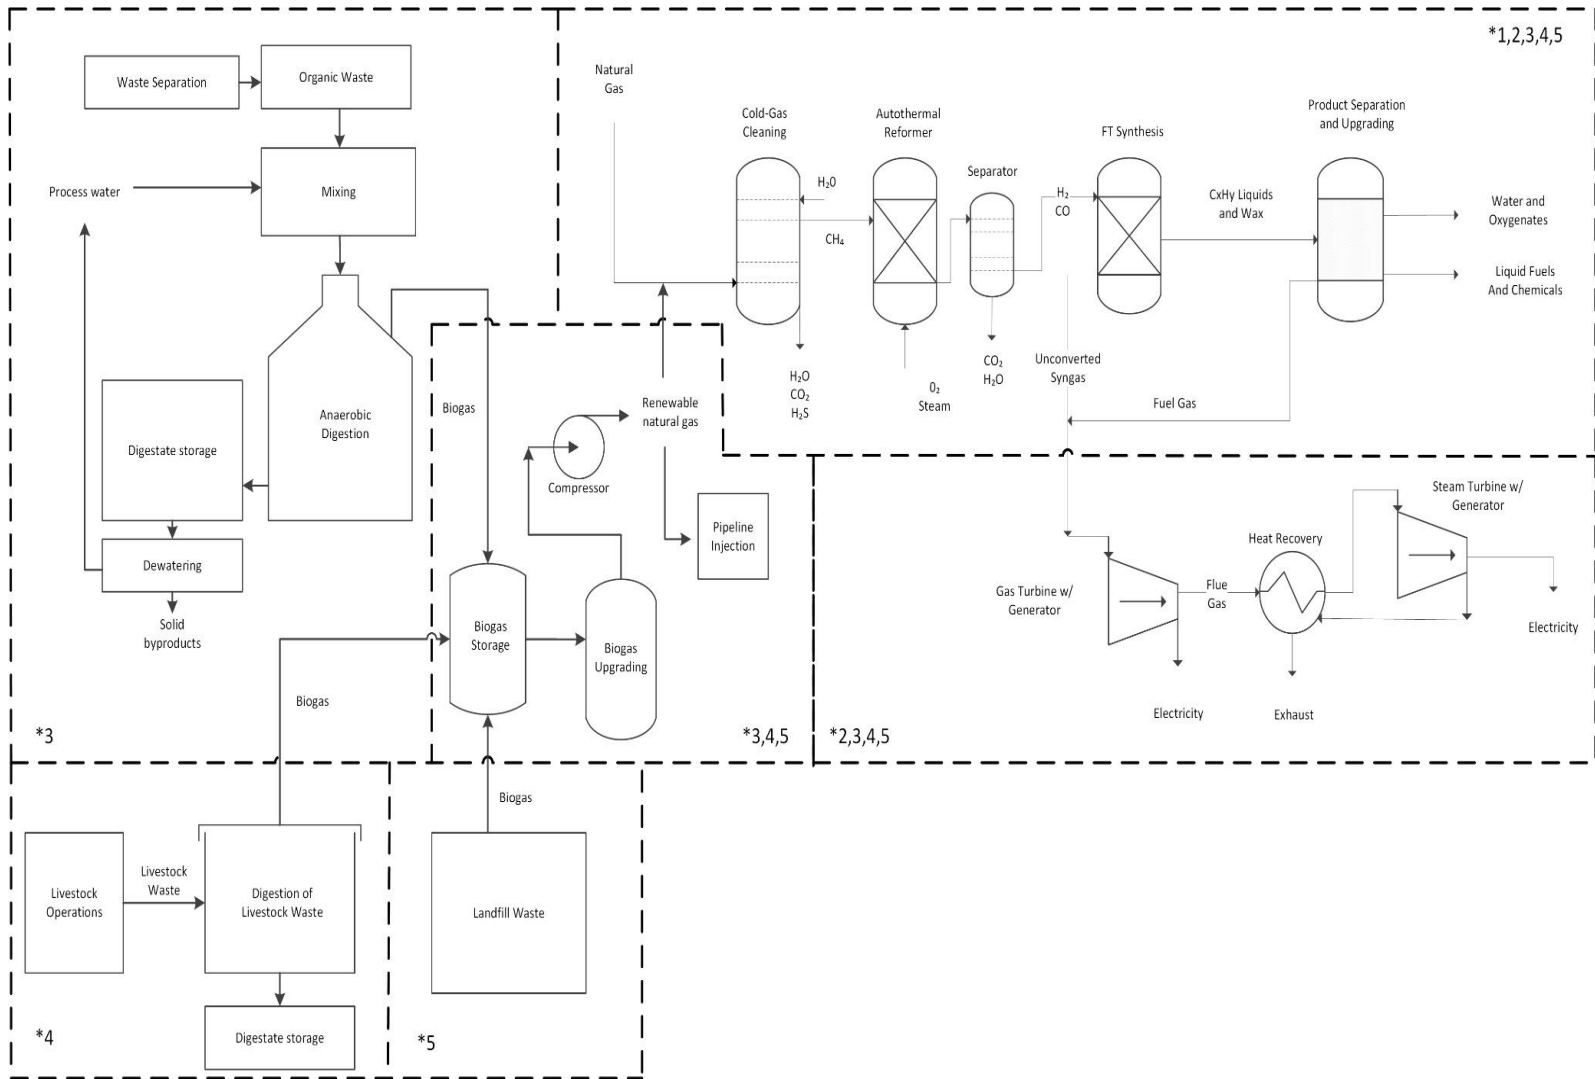 *1,2,3,4,5
Waste Separation
Organic Waste
Mixing
Process water
Anaerobic
Digestion
Digestate storage
Dewatering
Solid
byproducts
Biogas
Biogas
*3
Natural
Gas
Cold-Gas
Cleaning
H₂0
CH₄
H₂O
CO₂
H₂S
Autothermal
Reformer
0₂
Steam
Separator
CO₂
H₂O
H₂
CO
FT Synthesis
Unconverted
Syngas
CxHy Liquids
and Wax
Product Separation
and Upgrading
Water and
Oxygenates
Liquid Fuels
And Chemicals
Fuel Gas
Renewable
natural gas
Compressor
Pipeline
Injection
Biogas
Storage
Biogas
Upgrading
*3,4,5
*2,3,4,5
Gas Turbine w/
Generator
Flue
Gas
Heat Recovery
Steam Turbine w/
Generator
Electricity
Electricity
Exhaust
Livestock
Operations
Livestock
Waste
Digestion of
Livestock Waste
Digestate storage
*4
Biogas
Landfill Waste
*5